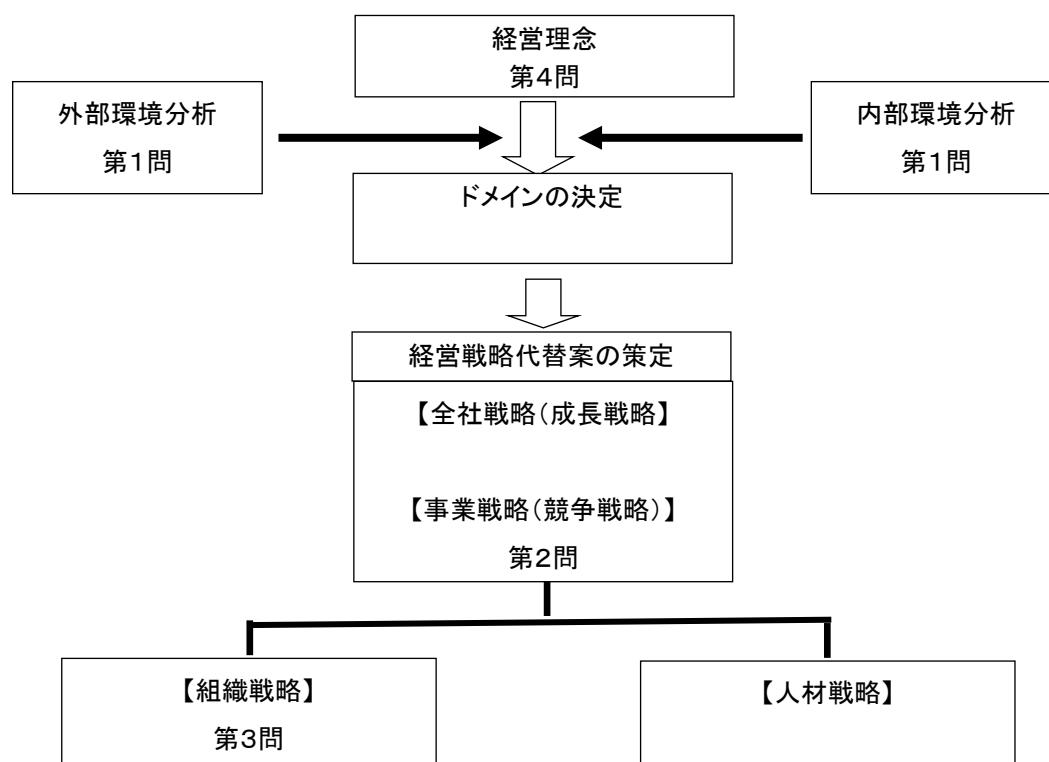 経営理念
第4問
外部環境分析
第1問
内部環境分析
第1問
ドメインの決定
経営戦略代替案の策定
【全社戦略(成長戦略】
【事業戦略(競争戦略)】
第2問
【組織戦略】
第3問
【人材戦略】